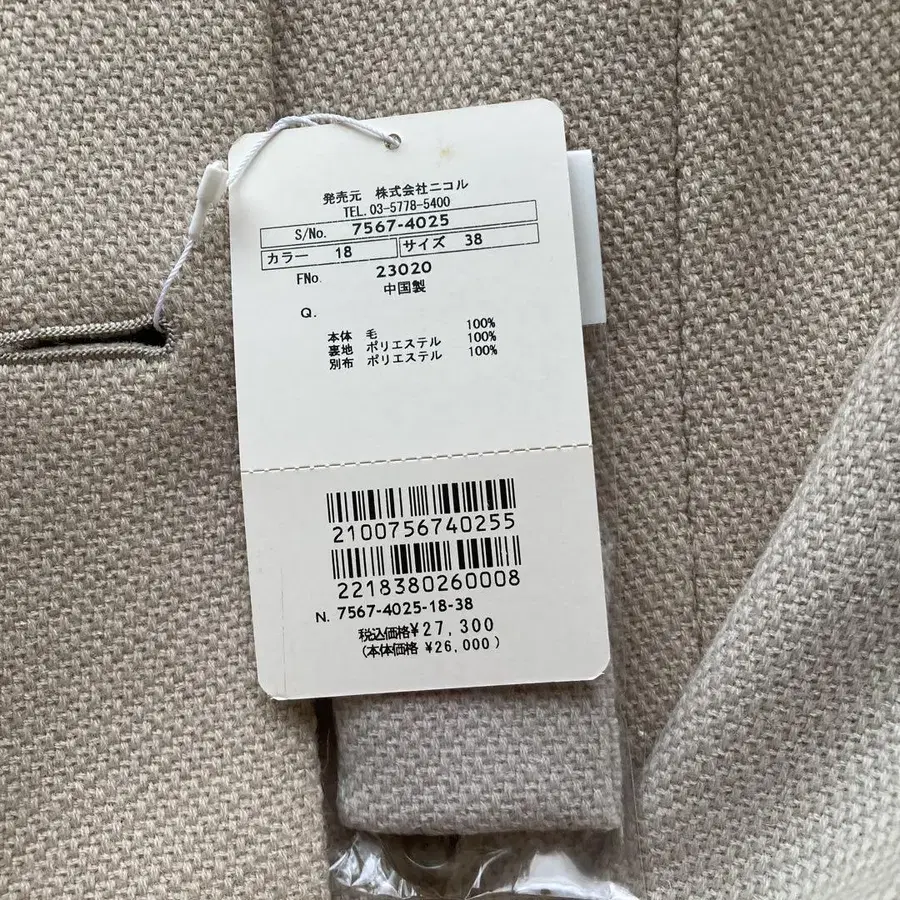 発売元 株式会社ニコル
TEL.03-5778-5400
S/No. 7567-4025
カラー 18 サイズ 38
FNo. 23020
中国製
Q.
本体 毛 100%
裏地 ポリエステル 100%
別布 ポリエステル 100%
2100756740255
2218380260008
N. 7567-4025-18-38
税込価格¥27,300
(本体価格 ¥26,000)